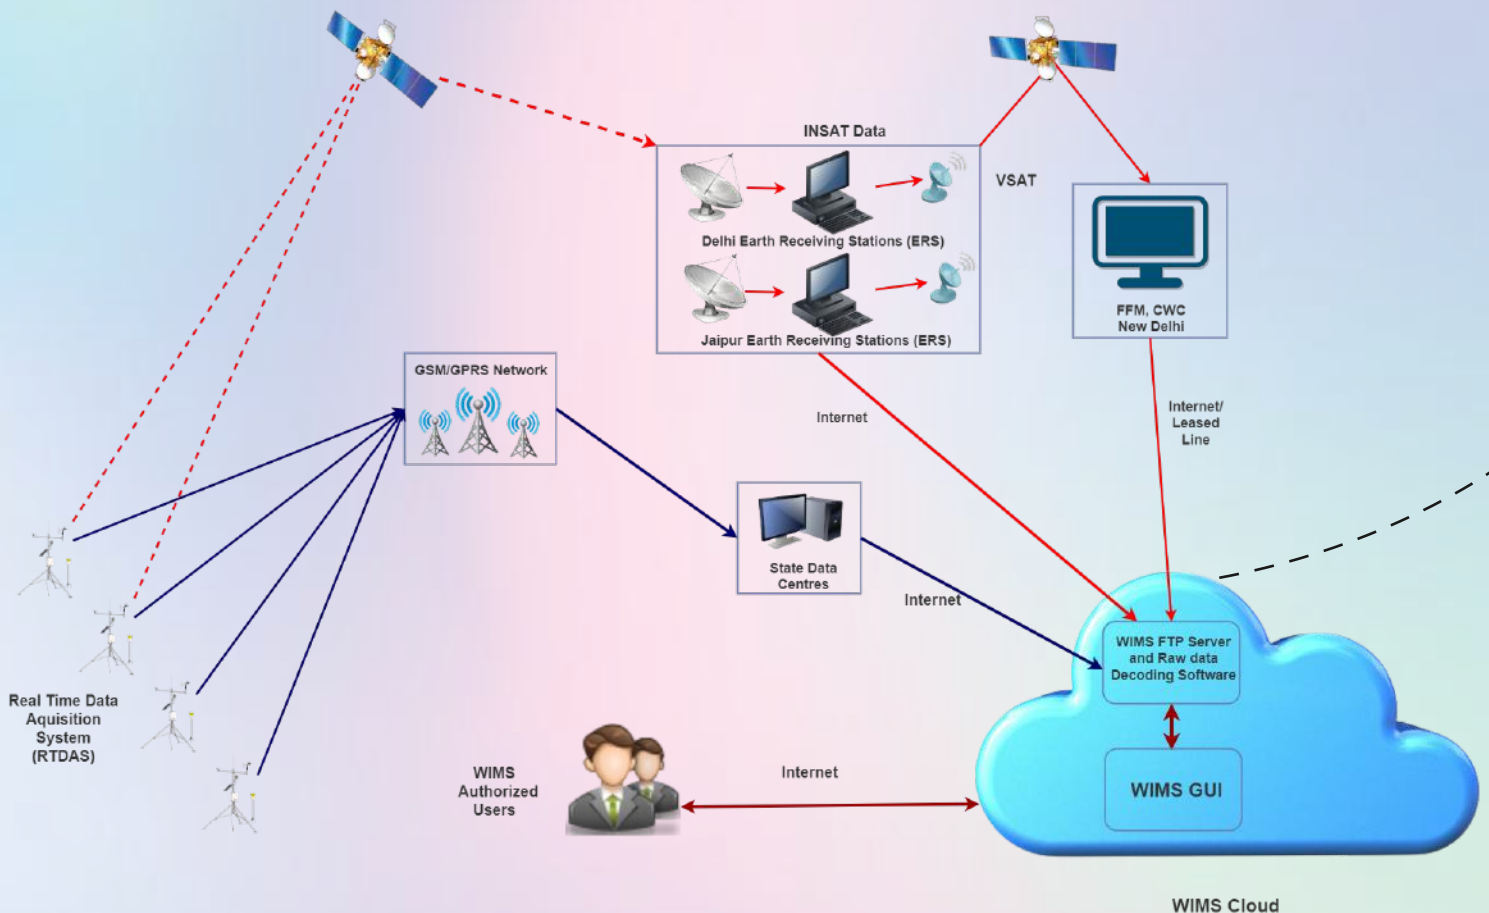 INSAT Data
VSAT
Delhi Earth Receiving Stations (ERS)
Jaipur Earth Receiving Stations (ERS)
FFM, CWC
New Delhi
GSM/GPRS Network
Internet
Internet/
Leased
Line
State Data
Centres
Internet
WIMS FTP Server
and Raw data
Decoding Software
Real Time Data
Aquisition
System
(RTDAS)
WIMS
Authorized
Users
Internet
WIMS GUI
WIMS Cloud